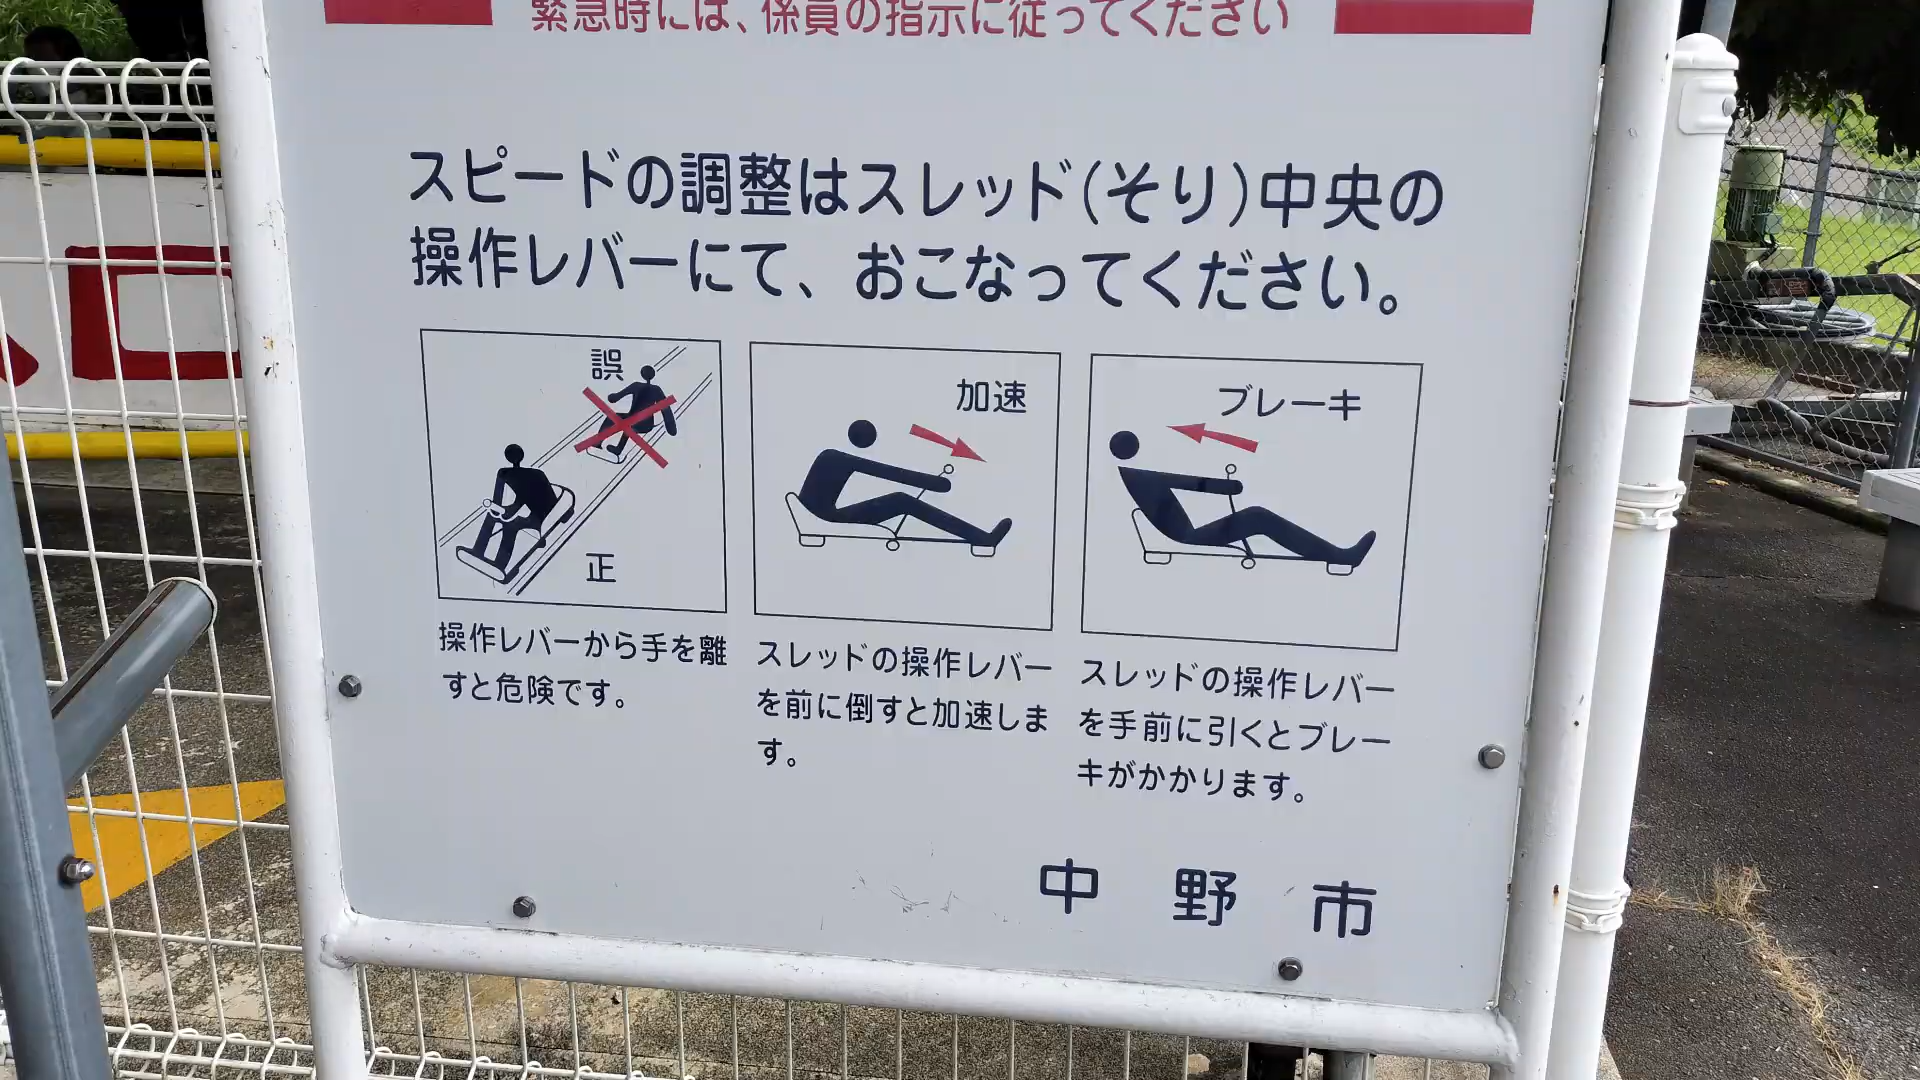 緊急時には、係員の指示に従ってください
スピードの調整はスレッド(そり)中央の
操作レバーにて、おこなってください。
誤
正
加速
ブレーキ
操作レバーから手を離
すと危険です。
スレッドの操作レバー
を前に倒すと加速しま
す。
スレッドの操作レバー
を手前に引くとブレー
キがかかります。
中野市